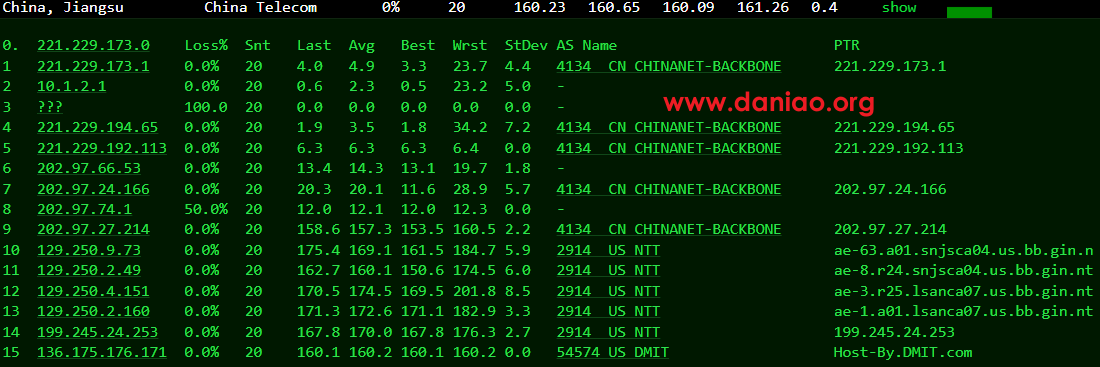 China, Jiangsu China Telecom 0% 20 160.23 160.65 160.09 161.26 0.4 show
0. 221.229.173.0 Loss% Snt Last Avg Best Wrst StDev AS Name PTR
1 221.229.173.1 0.0% 20 4.0 4.9 3.3 23.7 4.4 4134 CN CHINANET-BACKBONE 221.229.173.1
2 10.1.2.1 0.0% 20 0.6 2.3 0.5 23.2 5.0 -
3 ??? 100.0 20 0.0 0.0 0.0 0.0 0.0 -
www.daniao.org
4 221.229.194.65 0.0% 20 1.9 3.5 1.8 34.2 7.2 4134 CN CHINANET-BACKBONE 221.229.194.65
5 221.229.192.113 0.0% 20 6.3 6.3 6.3 6.4 0.0 4134 CN CHINANET-BACKBONE 221.229.192.113
6 202.97.66.53 0.0% 20 13.4 14.3 13.1 19.7 1.8 -
7 202.97.24.166 0.0% 20 20.3 20.1 11.6 28.9 5.7 4134 CN CHINANET-BACKBONE 202.97.24.166
8 202.97.74.1 50.0% 20 12.0 12.1 12.0 12.3 0.0 -
9 202.97.27.214 0.0% 20 158.6 157.3 153.5 160.5 2.2 4134 CN CHINANET-BACKBONE 202.97.27.214
10 129.250.9.73 0.0% 20 175.4 169.1 161.5 184.7 5.9 2914 US NTT ae-63.a01.snjsca04.us.bb.gin.n
11 129.250.2.49 0.0% 20 162.7 160.1 150.6 174.5 6.0 2914 US NTT ae-8.r24.snjsca04.us.bb.gin.nt
12 129.250.4.151 0.0% 20 170.5 174.5 169.5 201.8 8.5 2914 US NTT ae-3.r25.lsanca07.us.bb.gin.nt
13 129.250.2.160 0.0% 20 171.3 172.6 171.1 182.9 3.3 2914 US NTT ae-1.a01.lsanca07.us.bb.gin.nt
14 199.245.24.253 0.0% 20 167.8 170.0 167.8 176.3 2.7 2914 US NTT 199.245.24.253
15 136.175.176.171 0.0% 20 160.1 160.2 160.1 160.2 0.0 54574 US DMIT Host-By.DMIT.com